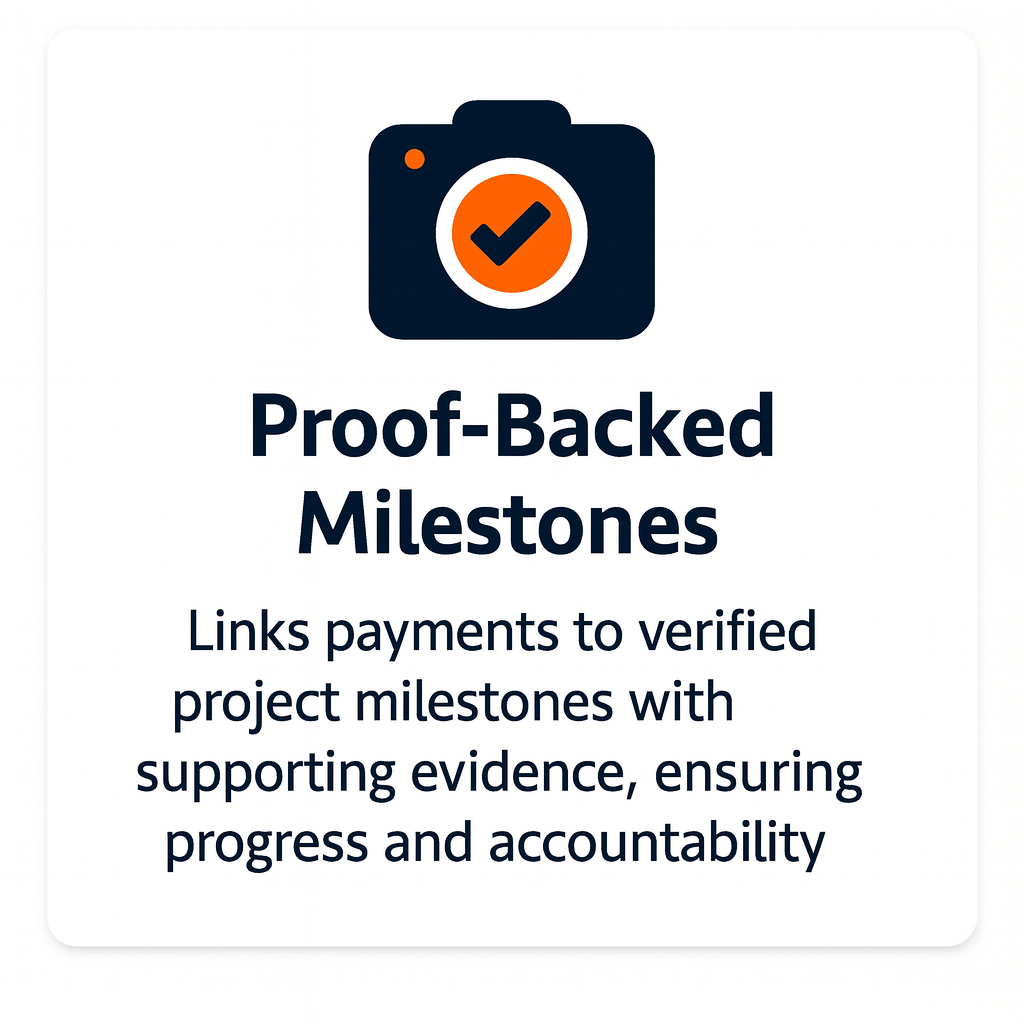 Proof-Backed
Milestones
Links payments to verified
project milestones with
supporting evidence, ensuring
progress and accountability